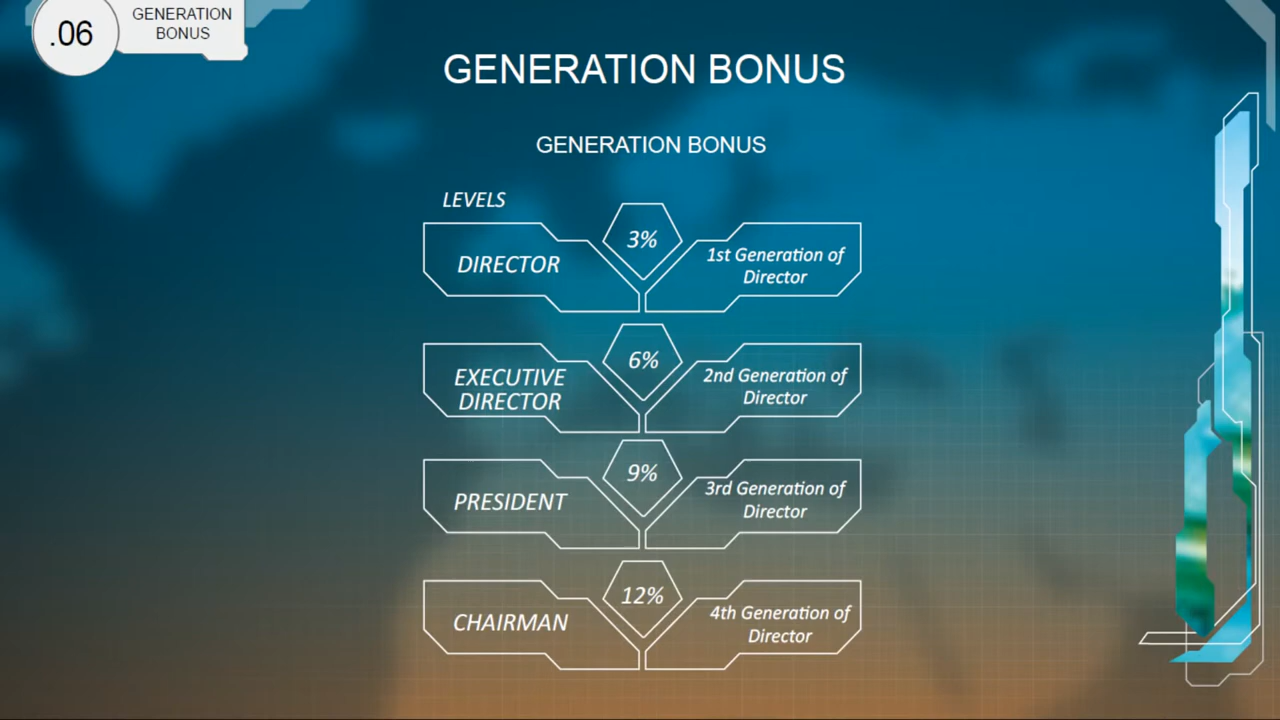 .06
GENERATION
BONUS
GENERATION BONUS
GENERATION BONUS
LEVELS
DIRECTOR
3%
1st Generation of
Director
EXECUTIVE
DIRECTOR
6%
2nd Generation of
Director
PRESIDENT
9%
3rd Generation of
Director
CHAIRMAN
12%
4th Generation of
Director